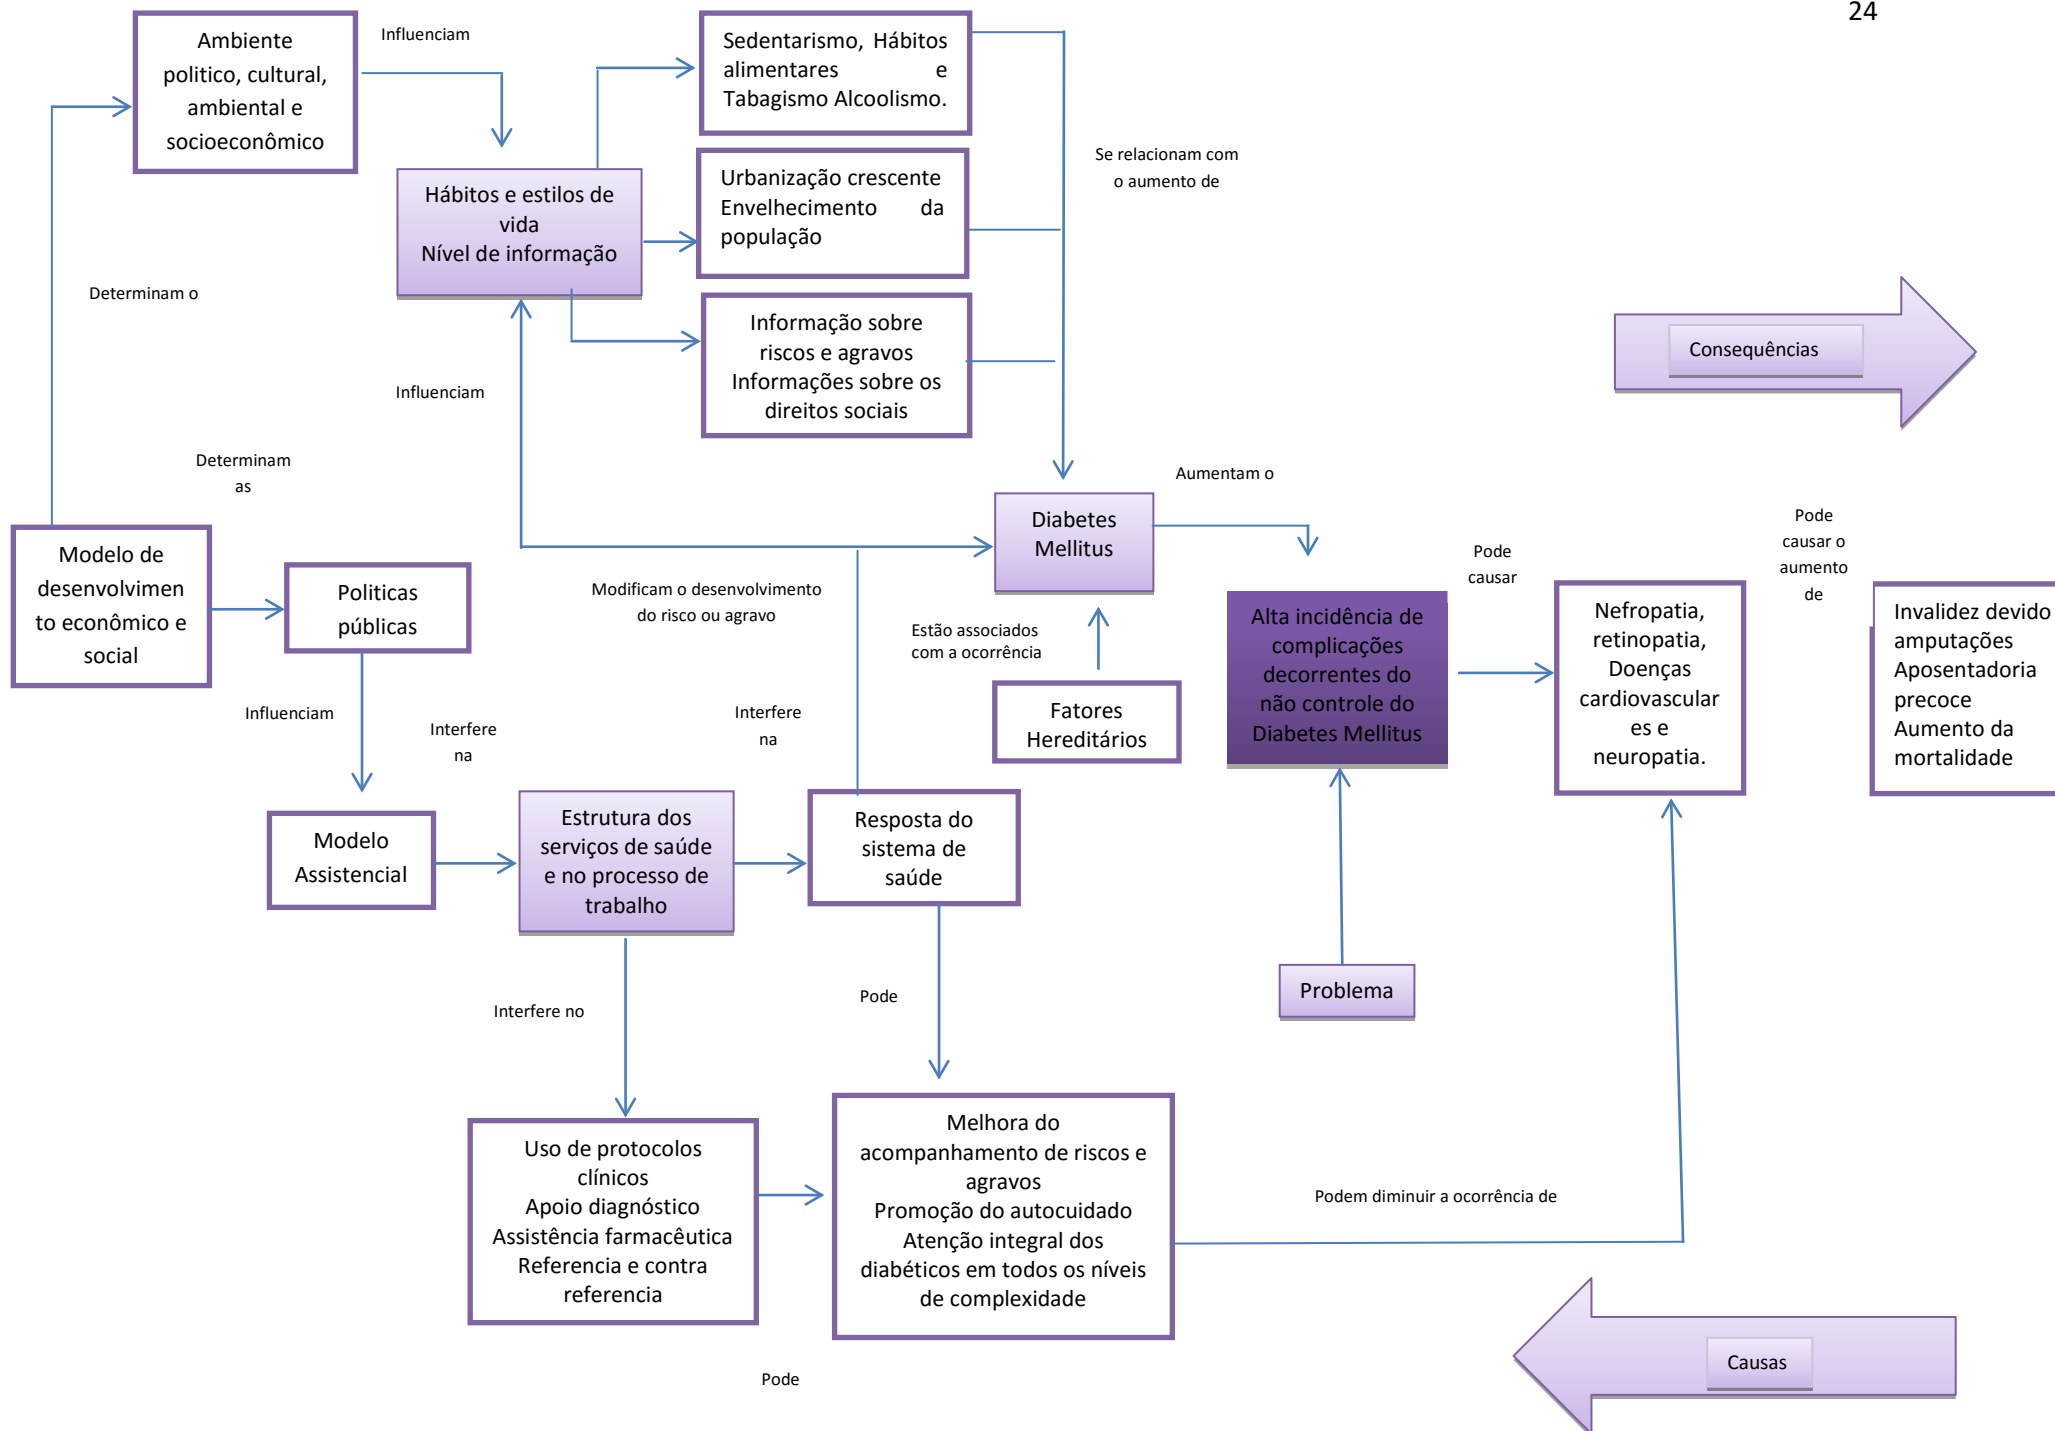 24
Ambiente
politico, cultural,
ambiental e
socioeconômico
Influenciam
Sedentarismo, Hábitos
alimentares e
Tabagismo Alcoolismo.
Se relacionam com
o aumento de
Hábitos e estilos de
vida
Nível de informação
Urbanização crescente
Envelhecimento da
população
Determinam o
Informação sobre
riscos e agravos
Informações sobre os
direitos sociais
Influenciam
Consequências
Determinam
as
Aumentam o
Diabetes
Mellitus
Modelo de
desenvolvimen
to econômico e
social
Politicas
públicas
Modificam o desenvolvimento
do risco ou agravo
Estão associados
com a ocorrência
Fatores
Hereditários
Alta incidência de
complicações
decorrentes do
não controle do
Diabetes Mellitus
Pode
causar
Nefropatia,
retinopatia,
Doenças
cardiovascular
es e
neuropatia.
Pode
causar o
aumento
de
Invalidez devido
amputações
Aposentadoria
precoce
Aumento da
mortalidade
Influenciam
Interfere
na
Interfere
na
Modelo
Assistencial
Estrutura dos
serviços de saúde
e no processo de
trabalho
Resposta do
sistema de
saúde
Problema
Interfere no
Pode
Uso de protocolos
clínicos
Apoio diagnóstico
Assistência farmacêutica
Referencia e contra
referencia
Melhora do
acompanhamento de riscos e
agravos
Promoção do autocuidado
Atenção integral dos
diabéticos em todos os níveis
de complexidade
Podem diminuir a ocorrência de
Causas
Pode